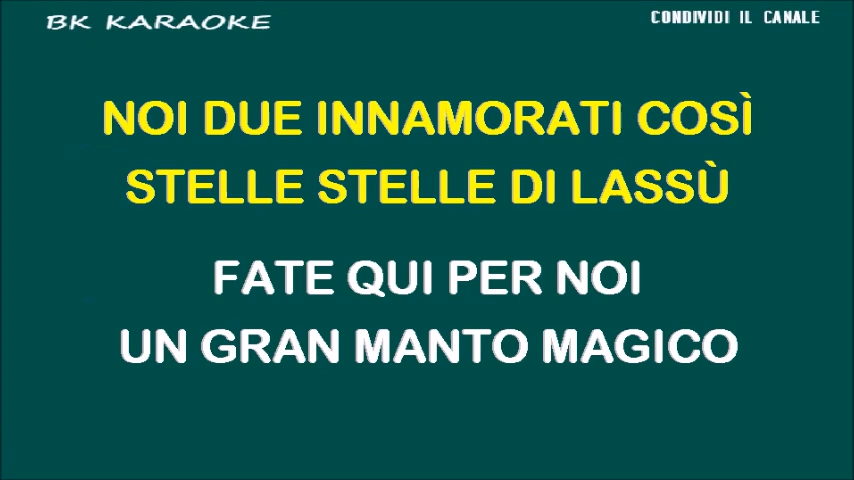 BK KARAOKE
CONDIVIDI IL CANALE
NOI DUE INNAMORATI COSÌ
STELLE STELLE DI LASSÙ
FATE QUI PER NOI
UN GRAN MANTO MAGICO